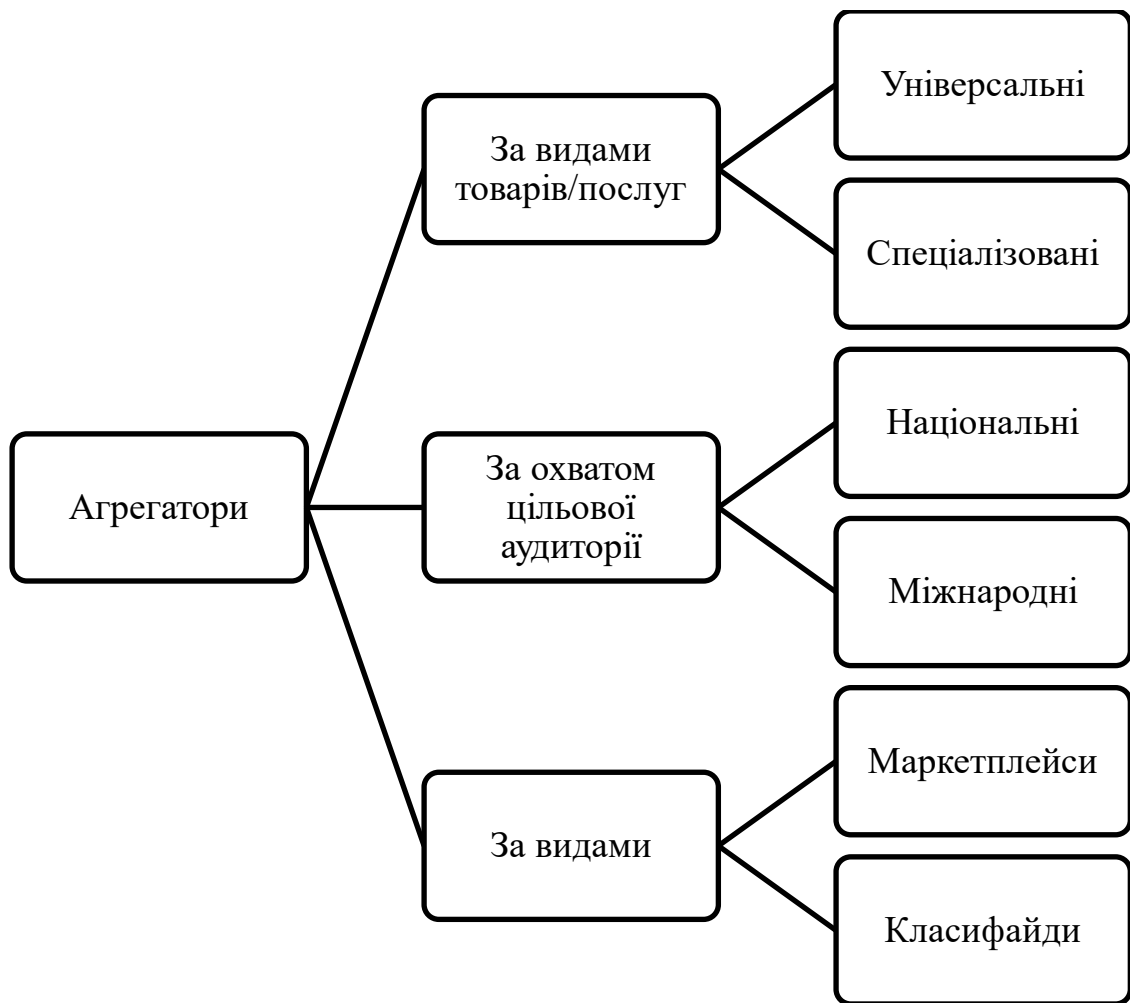 Агрегатори
За видами
товарів/послуг
Універсальні
Спеціалізовані
За охватом
цільової
аудиторії
Національні
Міжнародні
За видами
Маркетплейси
Класифайди